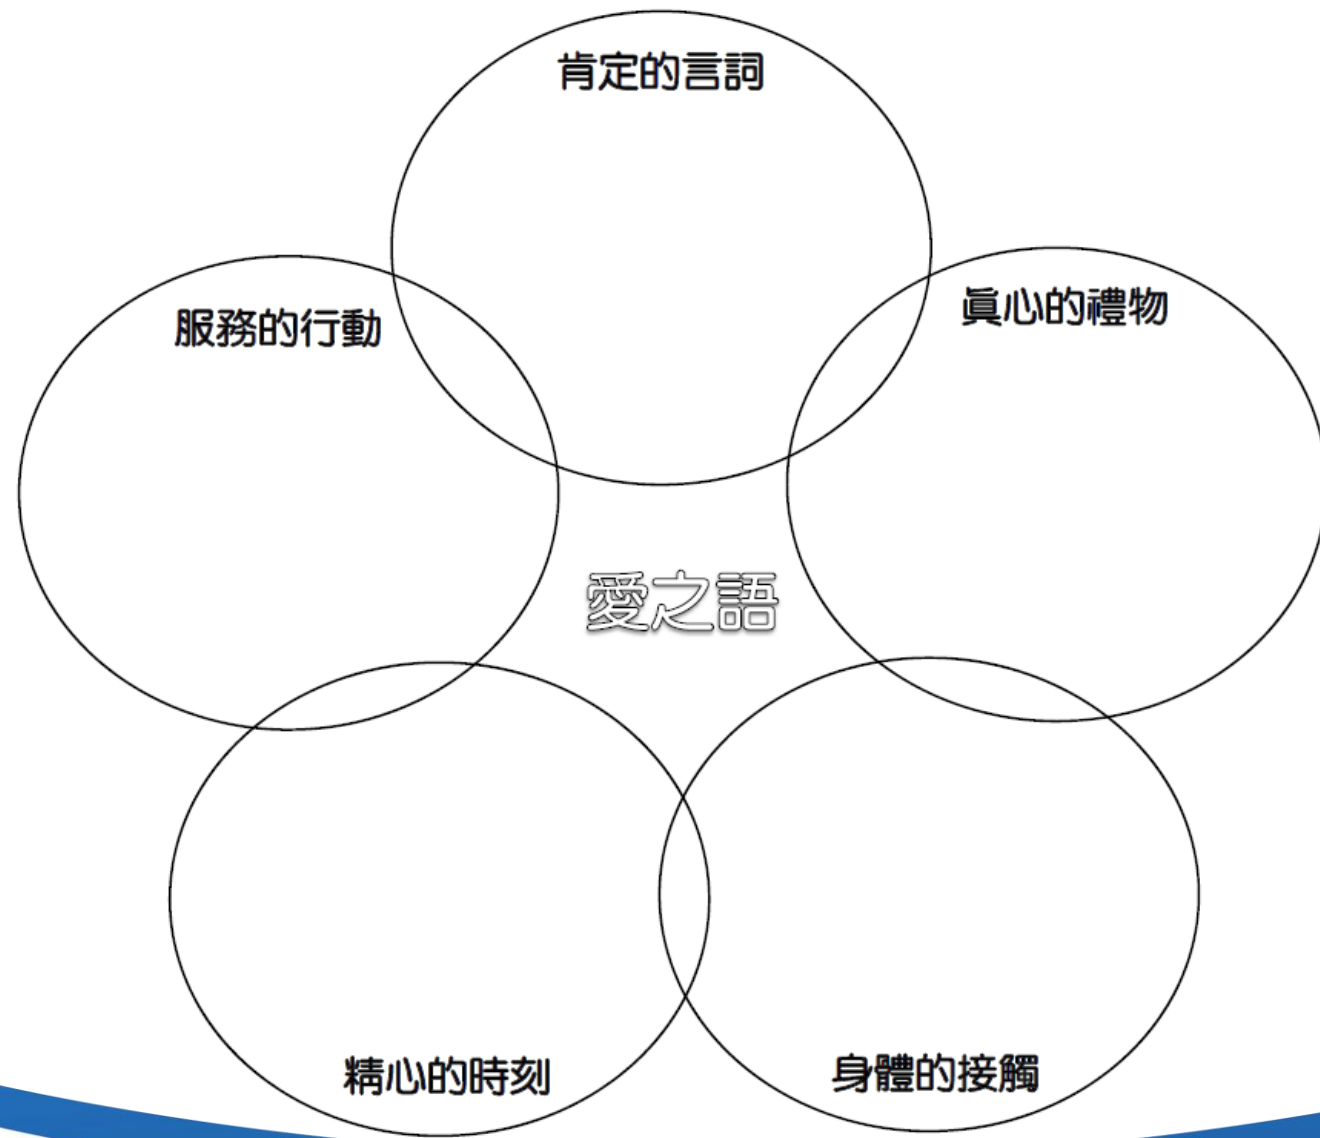 肯定的言詞
真心的禮物
服務的行動
愛之語
精心的時刻
身體的接觸